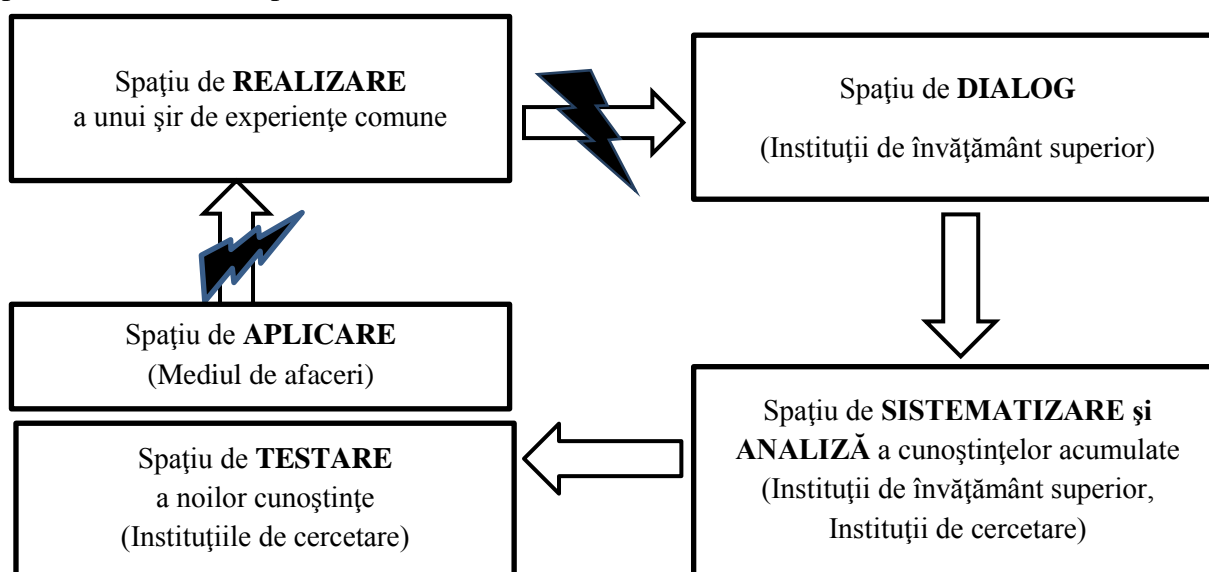 Spaţiu de REALIZARE
a unui şir de experienţe comune
Spaţiu de DIALOG
(Instituţii de învăţământ superior)
Spaţiu de APLICARE
(Mediul de afaceri)
Spaţiu de SISTEMATIZARE şi
ANALIZĂ a cunoştinţelor acumulate
(Instituţii de învăţământ superior,
Instituţii de cercetare)
Spaţiu de TESTARE
a noilor cunoştinţe
(Instituţiile de cercetare)